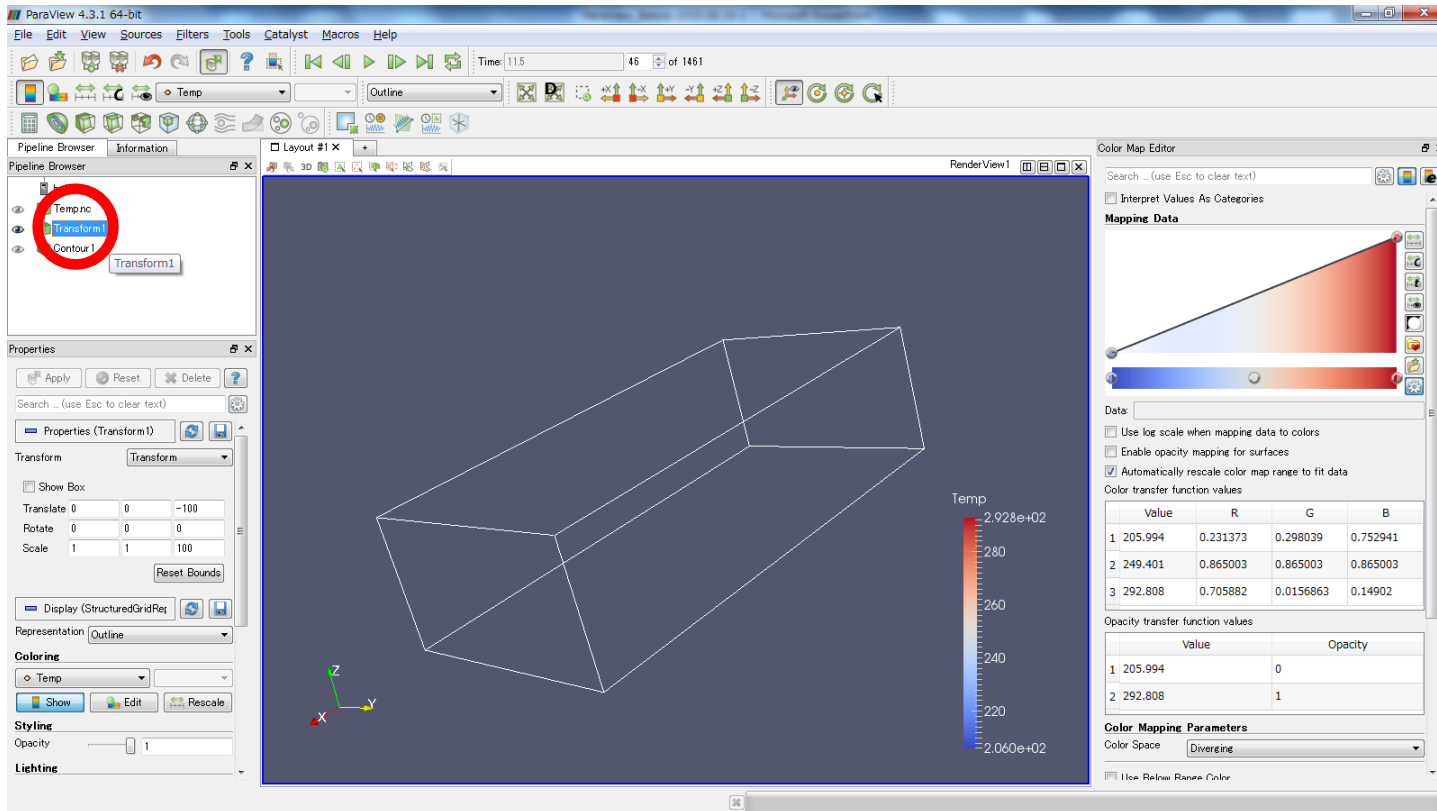 ParaView 4.3.1 64-bit
File Edit View Sources Filters Tools Catalyst Macros Help
Time: 11.5 46 of 1461
Temp Outline
Pipeline Browser Information Layout #1 Color Map Editor
Pipeline Browser 3D RenderView1
Search ... (use Esc to clear text)
Temp.nc
Interpret Values As Categories
Transform1
Mapping Data
Contour1
Transform1
Properties
Apply Reset Delete
Search ... (use Esc to clear text)
Data:
Properties (Transform1)
Use log scale when mapping data to colors
Transform Transform
Enable opacity mapping for surfaces
Show Box
Automatically rescale color map range to fit data
Translate 0 0 -100
Color transfer function values
Rotate 0 0 0
Value R G B
Scale 1 1 100
1 205.994 0.231373 0.298039 0.752941
Reset Bounds
2 249.401 0.865003 0.865003 0.865003
3 292.808 0.705882 0.0156863 0.14902
Display (StructuredGridRep
Representation Outline
Opacity transfer function values
Coloring
Value Opacity
Temp
1 205.994 0
Show Edit Rescale
2 292.808 1
Styling
Color Mapping Parameters
Opacity 1
Color Space Diverging
Lighting
Use Below Range Color
Temp
2.928e+02
280
260
240
220
2.060e+02
Z
X
Y